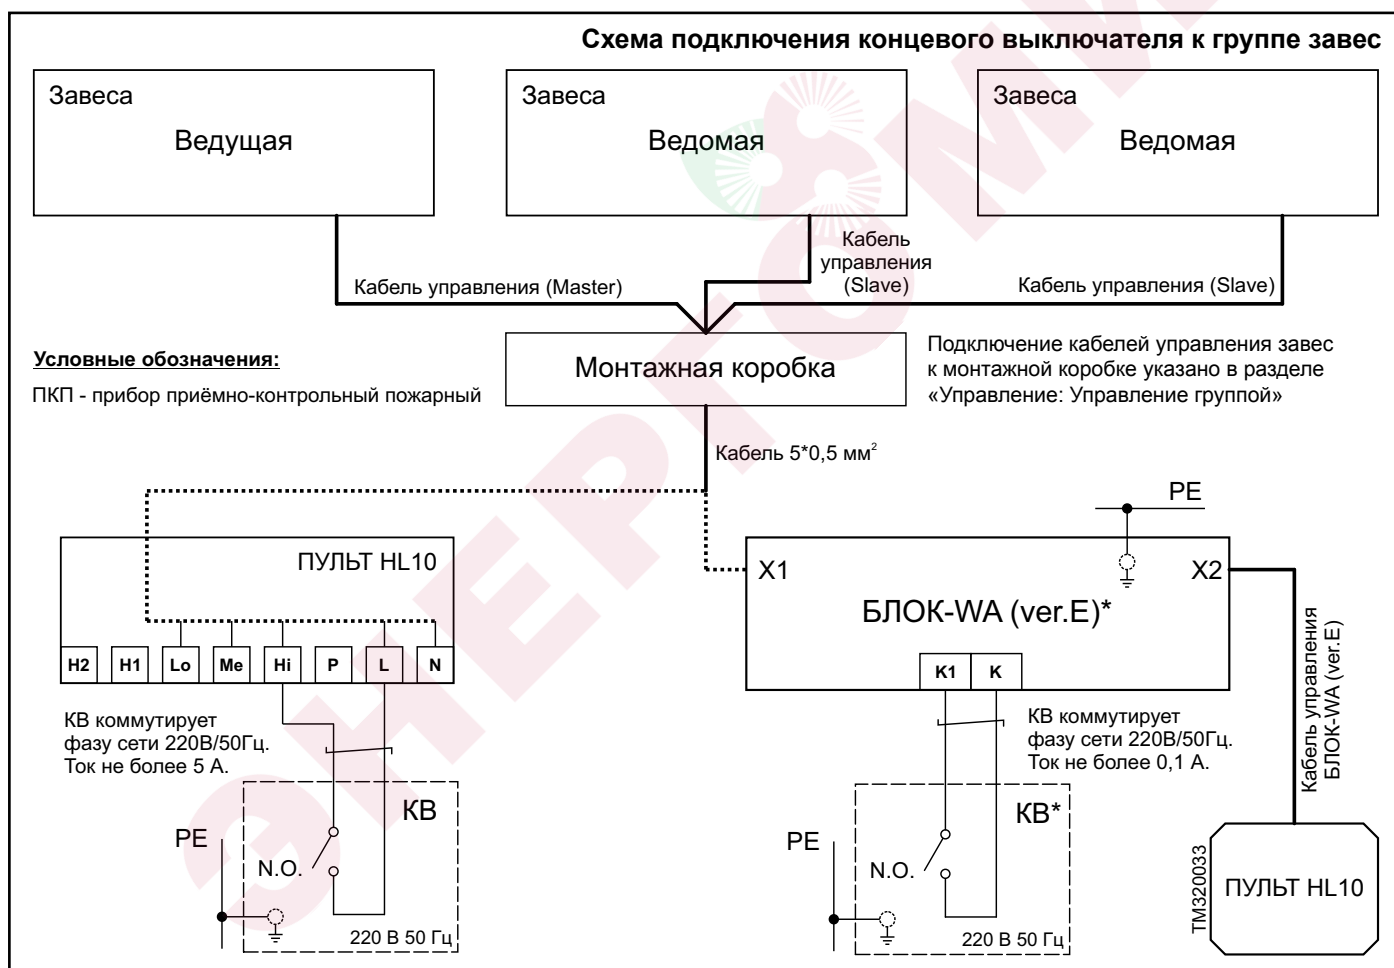 Схема подключения концевого выключателя к группе завес
Завеса
Ведущая
Завеса
Ведомая
Завеса
Ведомая
Кабель управления (Master)
Кабель
управления
(Slave)
Кабель управления (Slave)
Условные обозначения:
ПКП - прибор приёмно-контрольный пожарный
Монтажная коробка
Подключение кабелей управления завес
к монтажной коробке указано в разделе
«Управление: Управление группой»
Кабель 5*0,5 мм²
ПУЛЬТ HL10
H2 H1 Lo Me Hi P L N
КВ коммутирует
фазу сети 220В/50Гц.
Ток не более 5 А.
КВ
PE
N.O.
220 В 50 Гц
PE
X1
X2
БЛОК-WA (ver.E)*
K1 K
КВ коммутирует
фазу сети 220В/50Гц.
Ток не более 0,1 А.
КВ*
PE
N.O.
220 В 50 Гц
Кабель управления
БЛОК-WA (ver.E)
ТМ320033
ПУЛЬТ HL10
ЭНЕРГОМИ